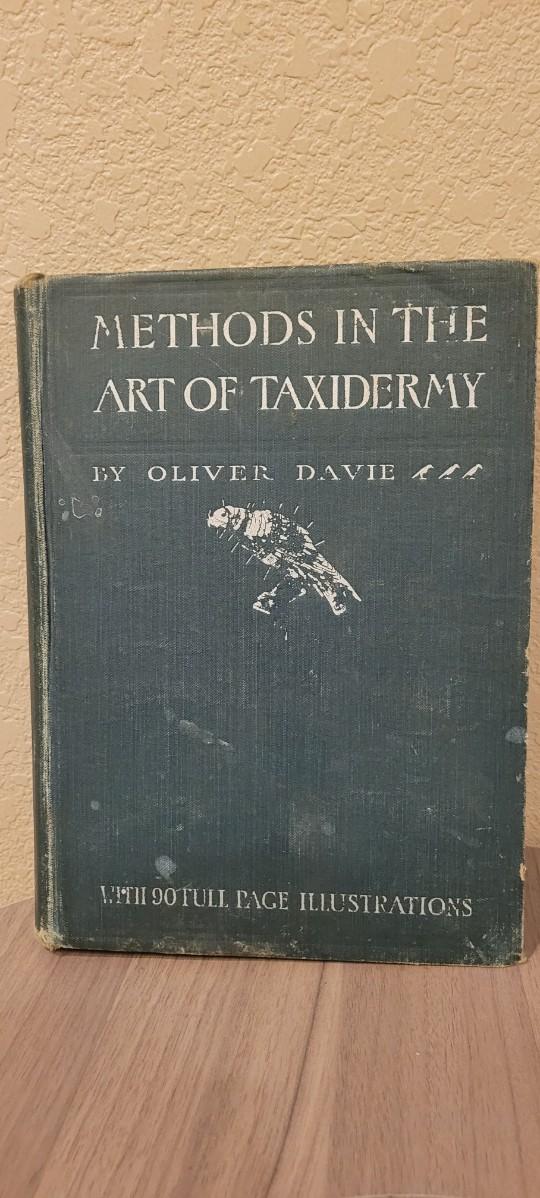 METHODS IN THE
ART OF TAXIDERMY
BY OLIVER DAVIE
WITH 90 FULL PAGE ILLUSTRATIONS